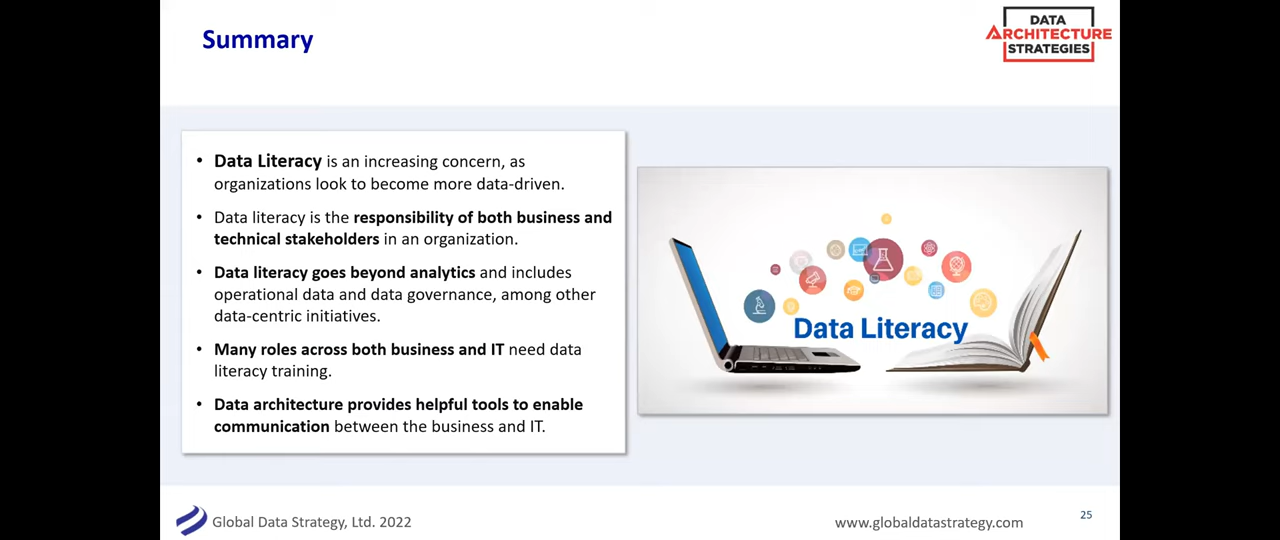 Summary
DATA
ARCHITECTURE
STRATEGIES
• Data Literacy is an increasing concern, as
organizations look to become more data-driven.
• Data literacy is the responsibility of both business and
technical stakeholders in an organization.
• Data literacy goes beyond analytics and includes
operational data and data governance, among other
data-centric initiatives.
• Many roles across both business and IT need data
literacy training.
• Data architecture provides helpful tools to enable
communication between the business and IT.
Data Literacy
Global Data Strategy, Ltd. 2022
www.globaldatastrategy.com
25